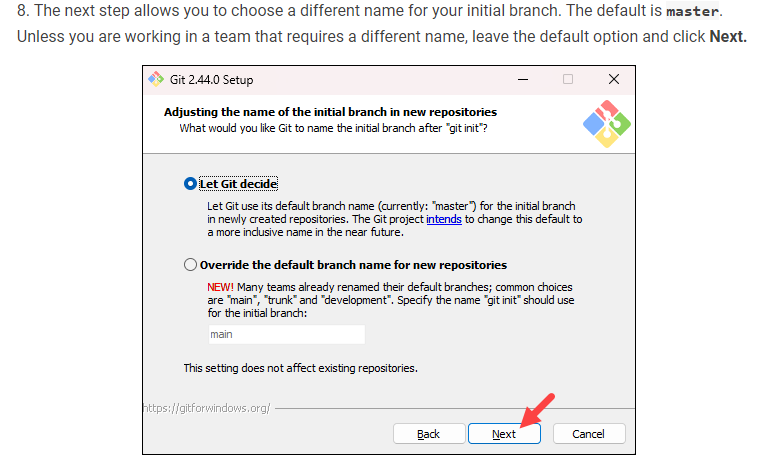 8. The next step allows you to choose a different name for your initial branch. The default is master.
Unless you are working in a team that requires a different name, leave the default option and click Next.
Git 2.44.0 Setup
Adjusting the name of the initial branch in new repositories
What would you like Git to name the initial branch after "git init"?
Let Git decide
Let Git use its default branch name (currently: "master") for the initial branch
in newly created repositories. The Git project intends to change this default to
a more inclusive name in the near future.
Override the default branch name for new repositories
NEW! Many teams already renamed their default branches; common choices
are "main", "trunk" and "development". Specify the name "git init" should use
for the initial branch:
main
This setting does not affect existing repositories.
https://gitforwindows.org/
Back Next Cancel